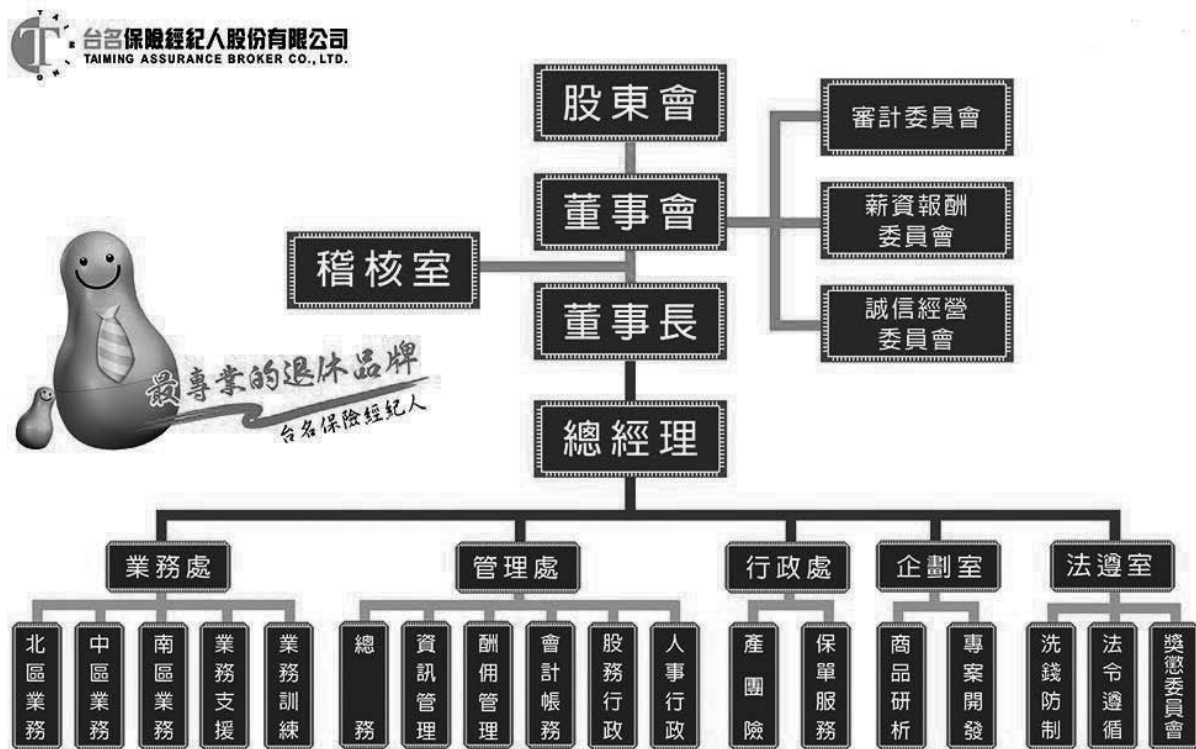 台名保險經紀人股份有限公司
TAIMING ASSURANCE BROKER CO., LTD.
股東會
審計委員會
董事會
薪資報酬
委員會
稽核室
董事長
誠信經營
委員會
最專業的退休品牌
台名保險經紀人
總經理
業務處
管理處
行政處
企劃室
法遵室
北區業務
中區業務
南區業務
業務支援
業務訓練
總務
資訊管理
酬佣管理
會計帳務
股務行政
人事行政
產團險
保單服務
商品研析
專案開發
洗錢防制
法令遵循
獎懲委員會